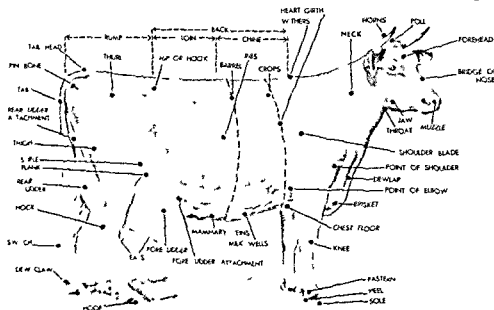 HEART GIRTH
WITHERS
BACK
RUMP
LOIN
CHINE
HORNS
POLL
NECK
FOREHEAD
TAIL HEAD
THURL
HIP OR HOOK
RIBS
BARREL
CROPS
PIN BONE
BRIDGE OF
NOSE
TAIL
REAR UDDER
ATTACHMENT
JAW
THROAT
MUZZLE
THIGH
SHOULDER BLADE
FLANK
POINT OF SHOULDER
DEWLAP
REAR
UDDER
POINT OF ELBOW
BRISKET
HOCK
MAMMARY
MILK WELLS
CHEST FLOOR
FORE UDDER
FORE UDDER ATTACHMENT
KNEE
DEW CLAW
HOOF
PASTERN
HEEL
SOLE